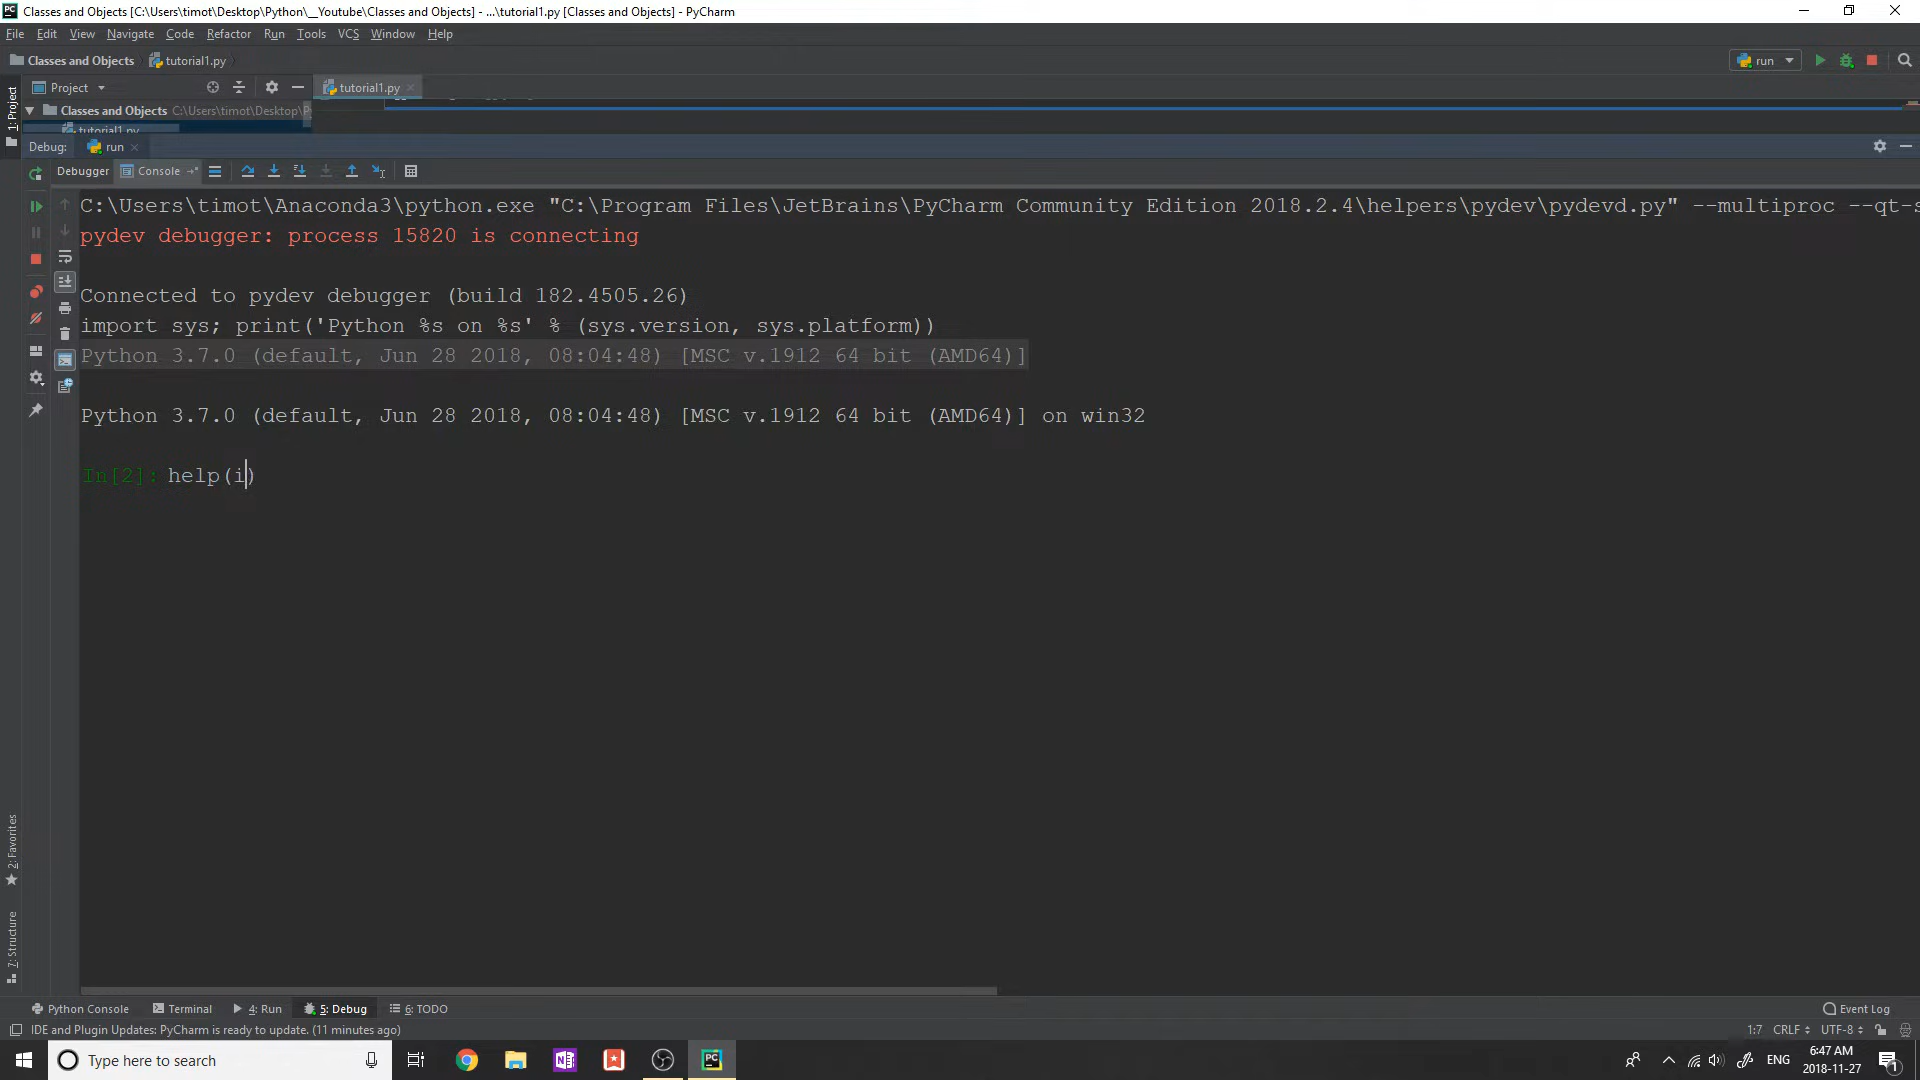 Classes and Objects [C:\Users\timot\Desktop\Python\__Youtube\Classes and Objects] - ...\tutorial1.py [Classes and Objects] - PyCharm
File Edit View Navigate Code Refactor Run Tools VCS Window Help
Classes and Objects tutorial1.py run
1: Project
Project tutorial1.py
Classes and Objects C:\Users\timot\Desktop\P
tutorial1.py
Debug: run
Debugger Console
C:\Users\timot\Anaconda3\python.exe "C:\Program Files\JetBrains\PyCharm Community Edition 2018.2.4\helpers\pydev\pydevd.py" --multiproc --qt-s
pydev debugger: process 15820 is connecting
Connected to pydev debugger (build 182.4505.26)
import sys; print('Python %s on %s' % (sys.version, sys.platform))
Python 3.7.0 (default, Jun 28 2018, 08:04:48) [MSC v.1912 64 bit (AMD64)]
Python 3.7.0 (default, Jun 28 2018, 08:04:48) [MSC v.1912 64 bit (AMD64)] on win32
In[2]: help(i)
2: Favorites
7: Structure
Python Console Terminal 4: Run 5: Debug 6: TODO Event Log
IDE and Plugin Updates: PyCharm is ready to update. (11 minutes ago) 1:7 CRLF UTF-8
Type here to search ENG 6:47 AM
2018-11-27 1